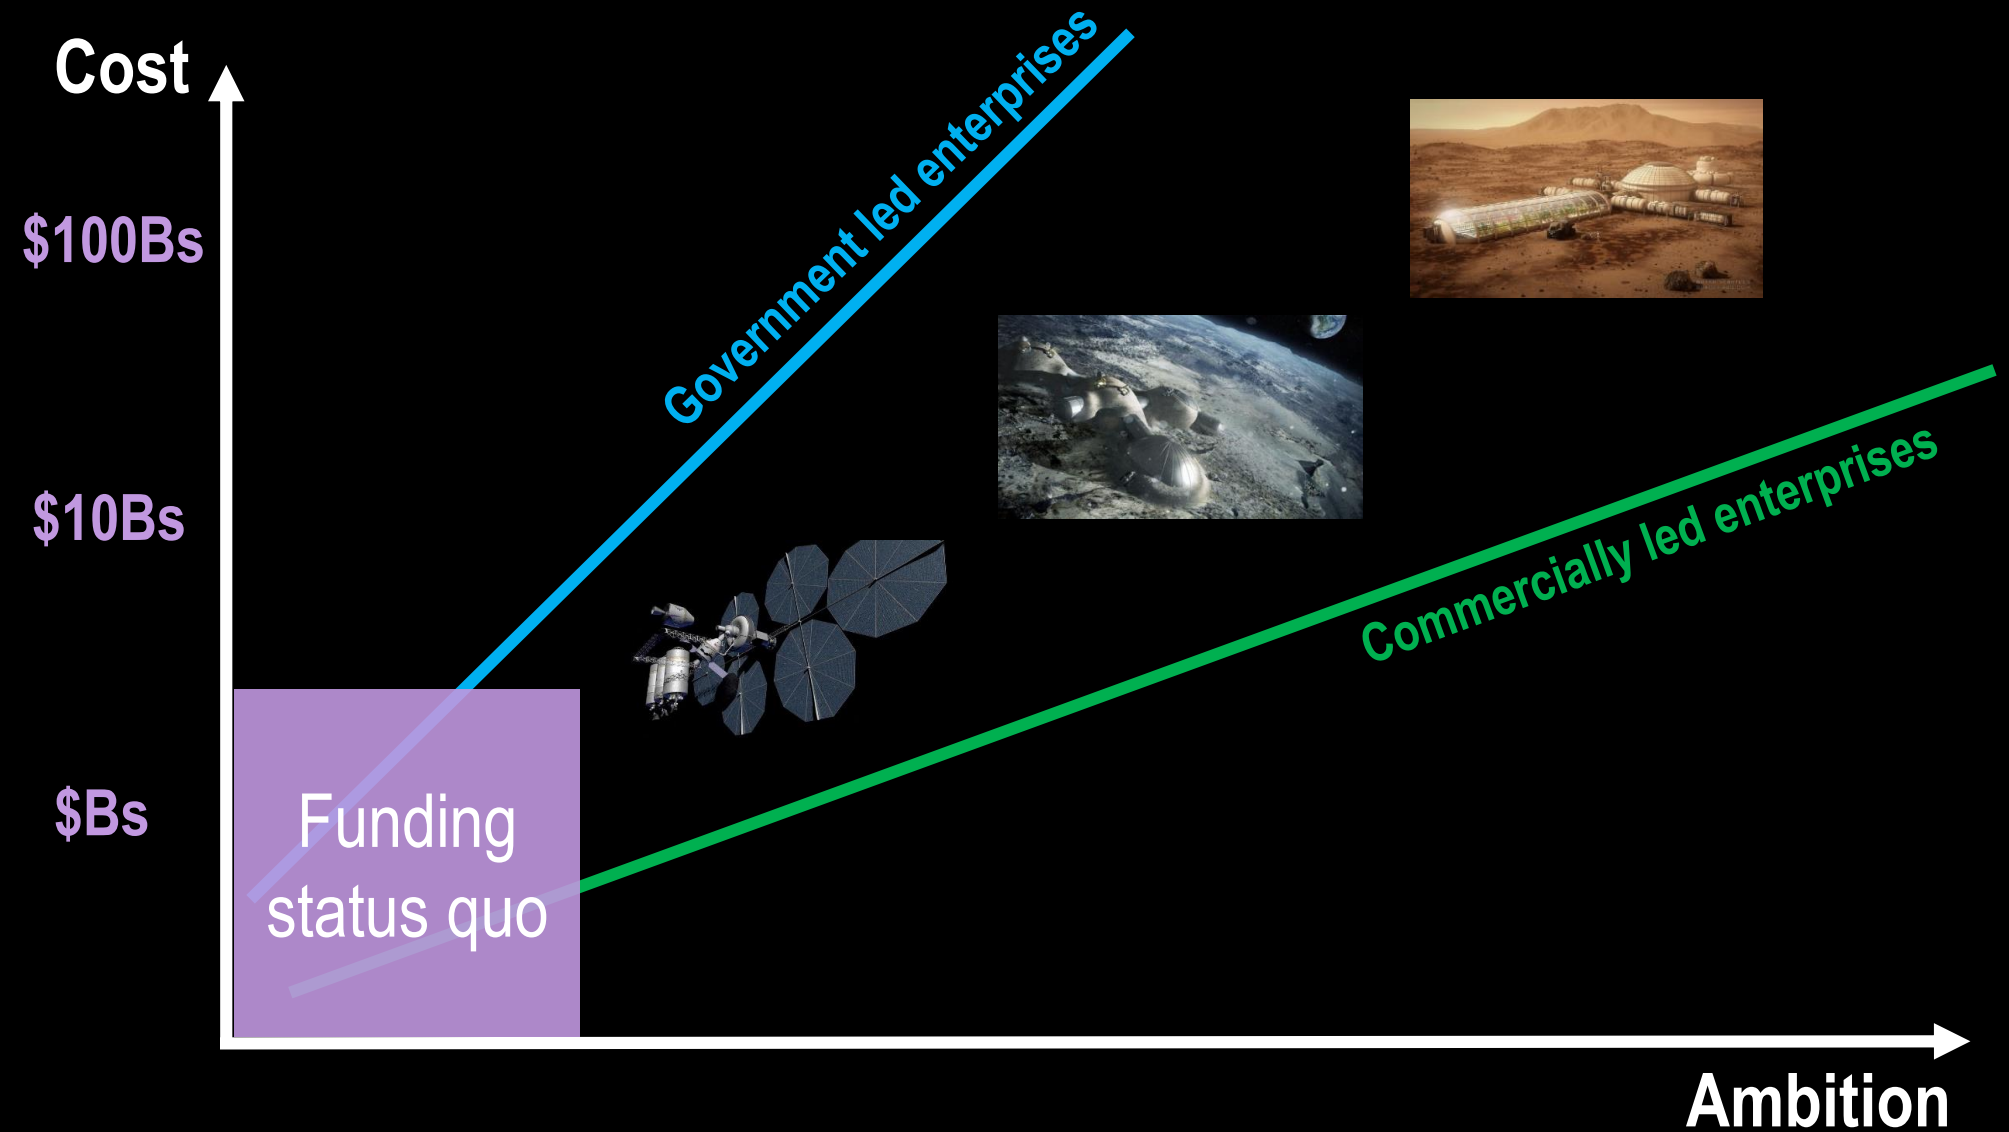 Cost
$100Bs
$10Bs
$Bs
Government led enterprises
Commercially led enterprises
Funding
status quo
Ambition